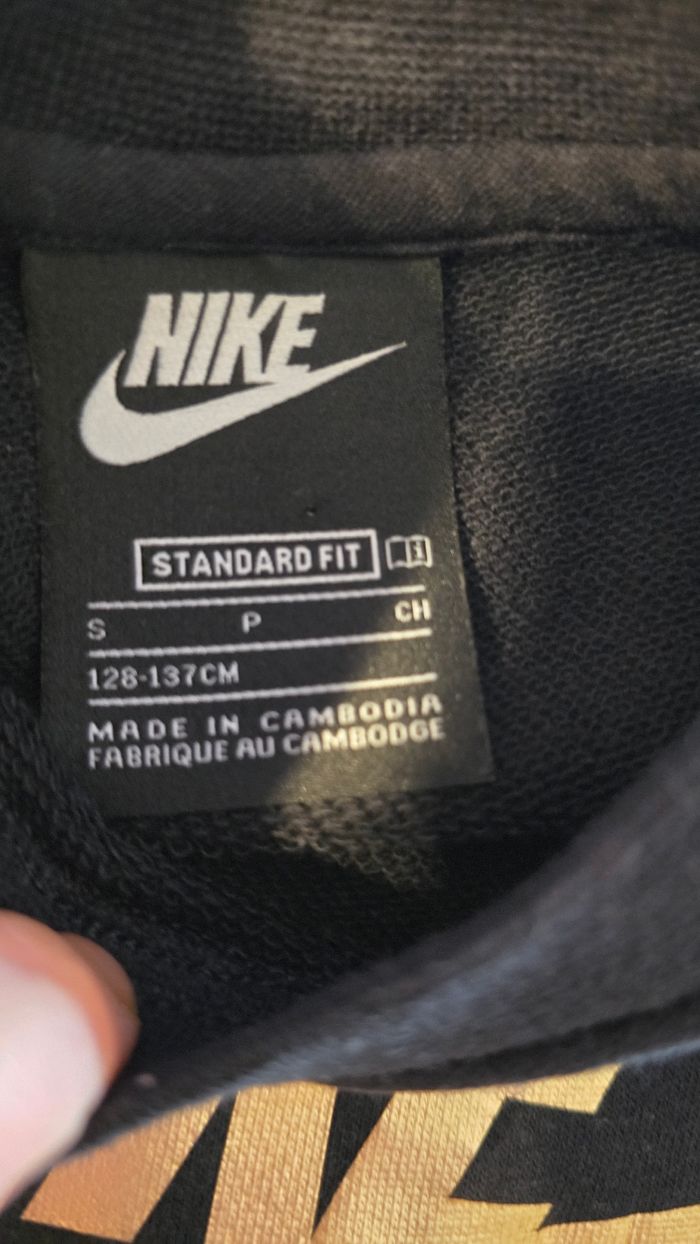 NIKE
STANDARD FIT
S P CH
128-137CM
MADE IN CAMBODIA
FABRIQUE AU CAMBODGE